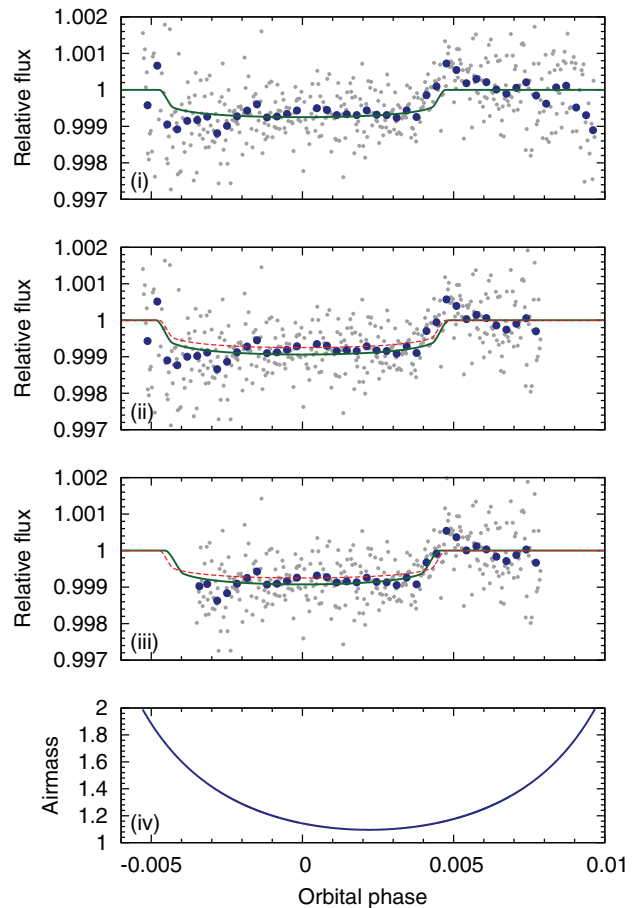 1.002
1.001
1
0.999
0.998
0.997
Relative flux
(i)
1.002
1.001
1
0.999
0.998
0.997
Relative flux
(ii)
1.002
1.001
1
0.999
0.998
0.997
Relative flux
(iii)
2
1.8
1.6
1.4
1.2
1
Airmass
(iv)
-0.005 0 0.005 0.01
Orbital phase